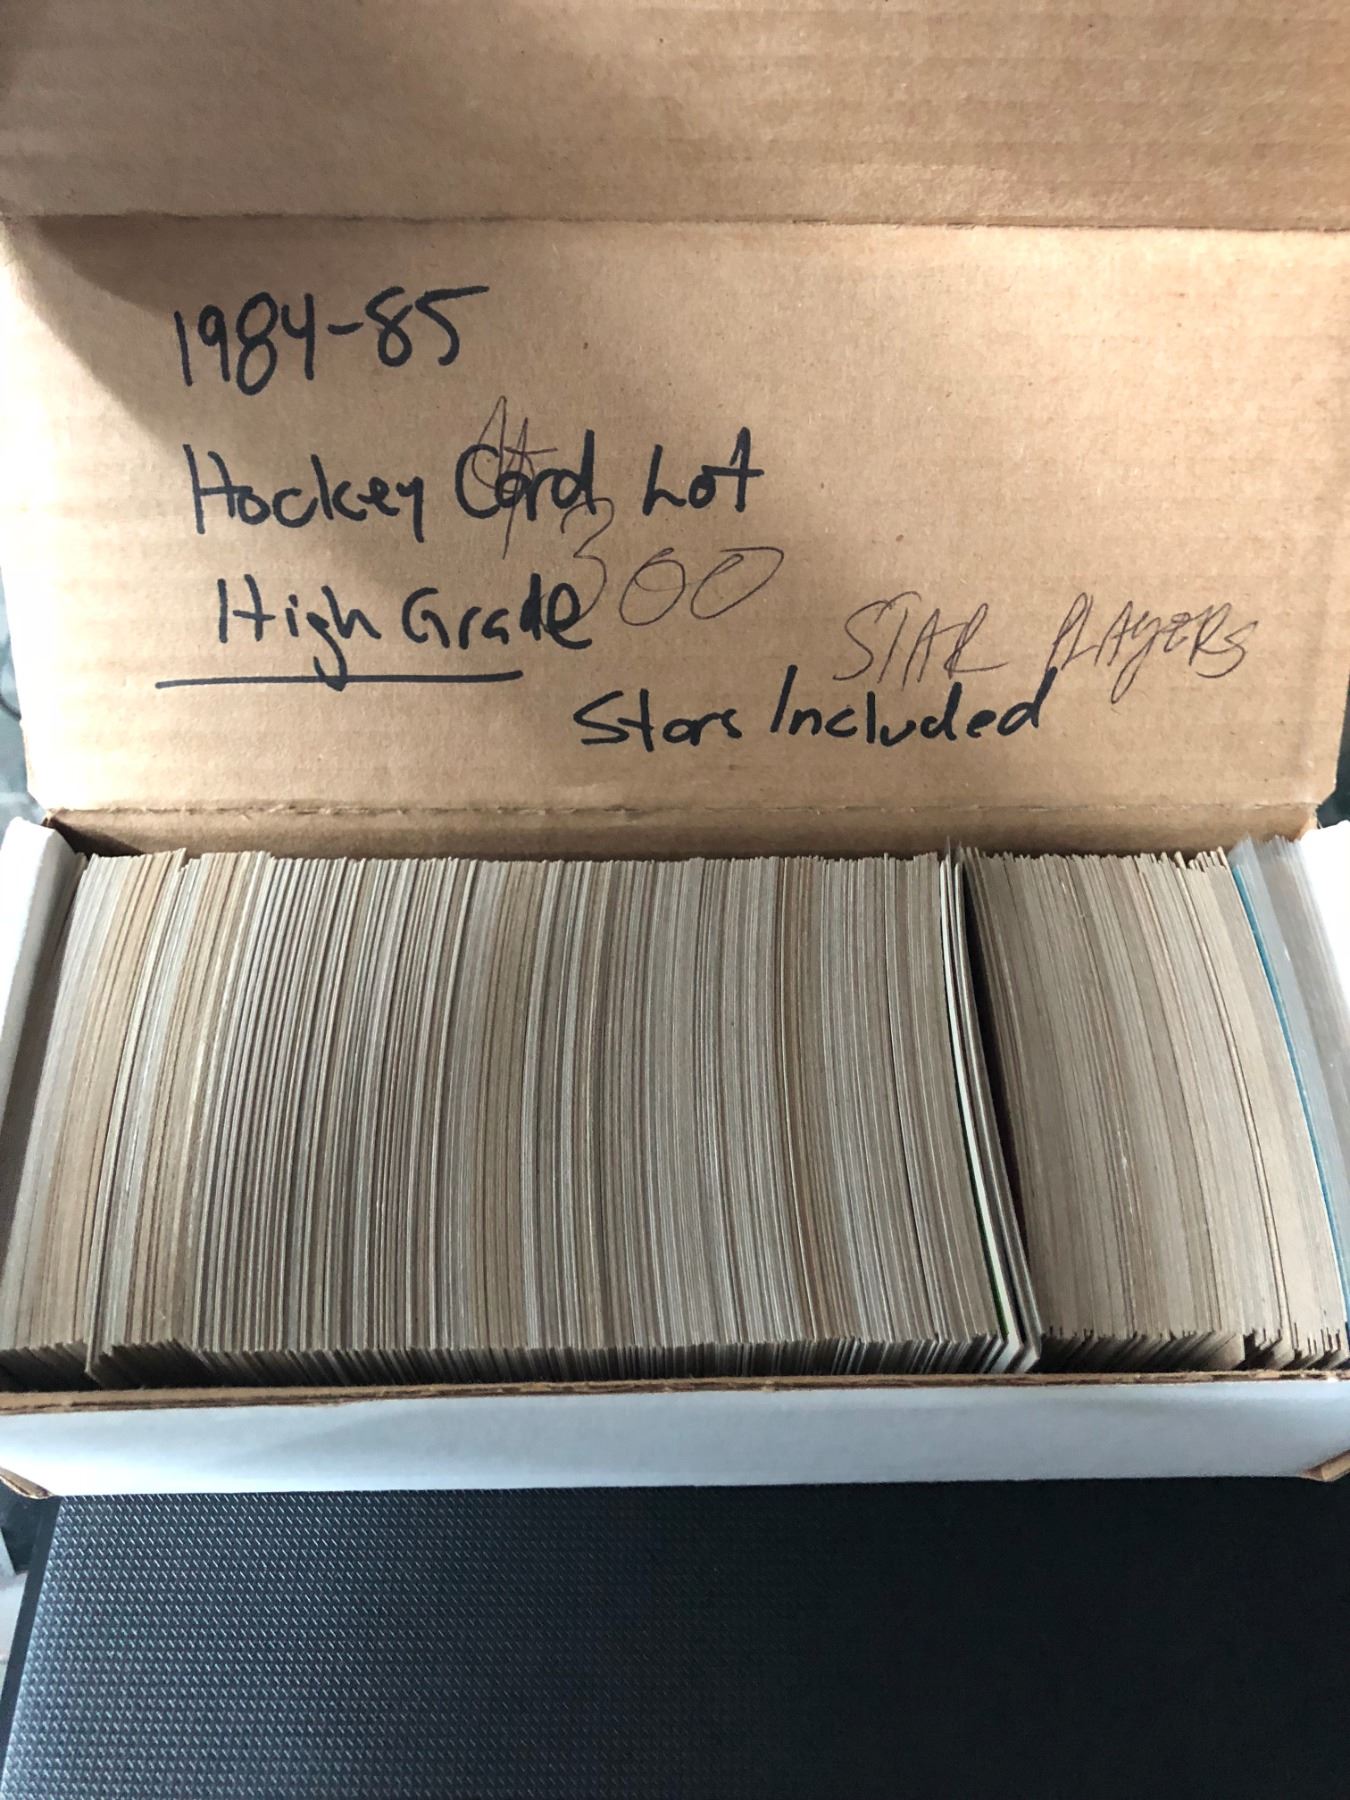 1984-85
Hockey Card Lot
300
High Grade
STAR PLAYERS
Stars Included